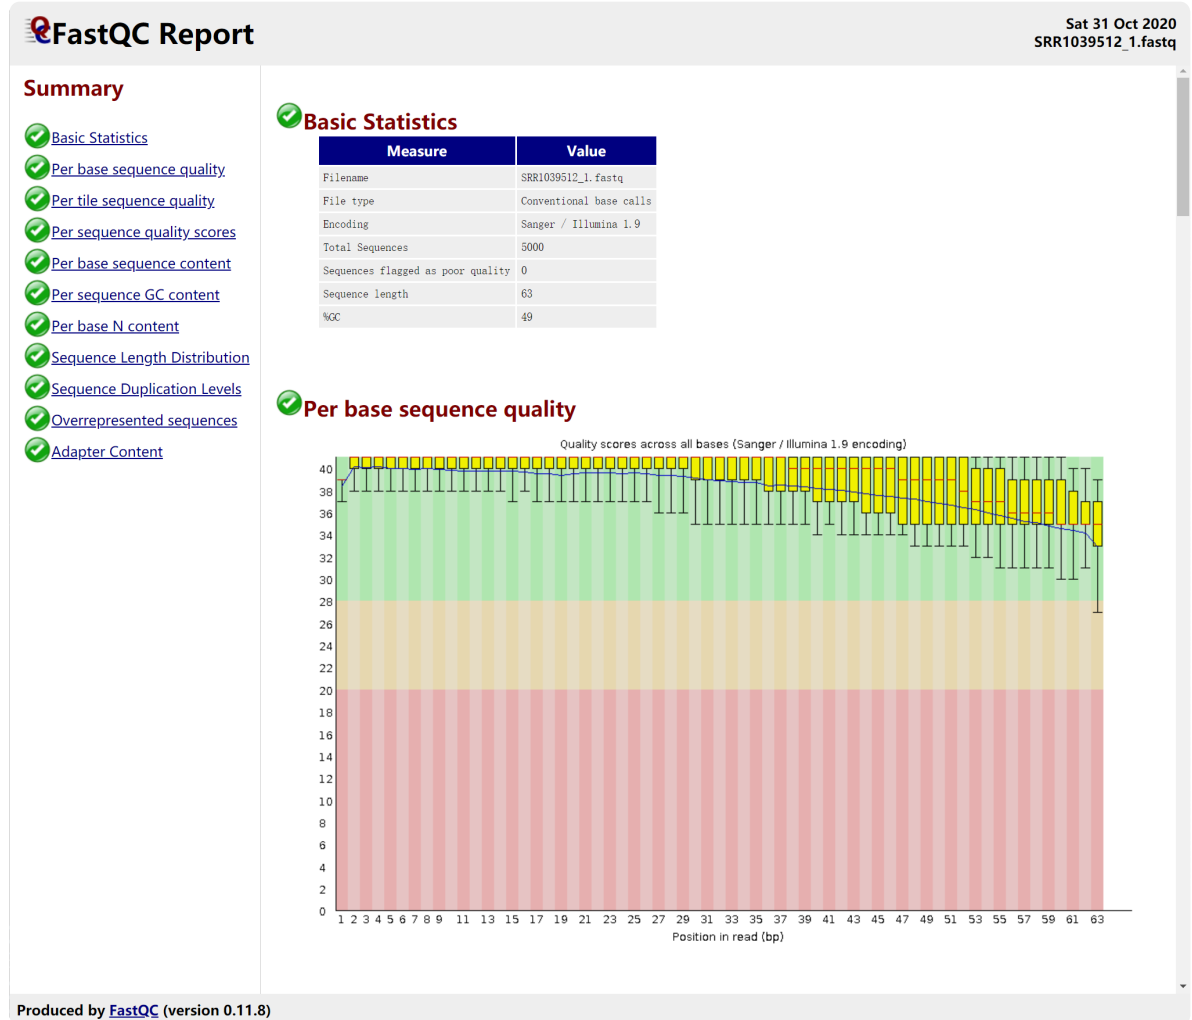 FastQC Report
Sat 31 Oct 2020
SRR1039512_1.fastq
Summary
Basic Statistics
Per base sequence quality
Per tile sequence quality
Per sequence quality scores
Per base sequence content
Per sequence GC content
Per base N content
Sequence Length Distribution
Sequence Duplication Levels
Overrepresented sequences
Adapter Content
Basic Statistics
Measure Value
Filename SRR1039512_1.fastq
File type Conventional base calls
Encoding Sanger / Illumina 1.9
Total Sequences 5000
Sequences flagged as poor quality 0
Sequence length 63
%GC 49
Per base sequence quality
Quality scores across all bases (Sanger / Illumina 1.9 encoding)
40
38
36
34
32
30
28
26
24
22
20
18
16
14
12
10
8
6
4
2
0
1 2 3 4 5 6 7 8 9 11 13 15 17 19 21 23 25 27 29 31 33 35 37 39 41 43 45 47 49 51 53 55 57 59 61 63
Position in read (bp)
Produced by FastQC (version 0.11.8)